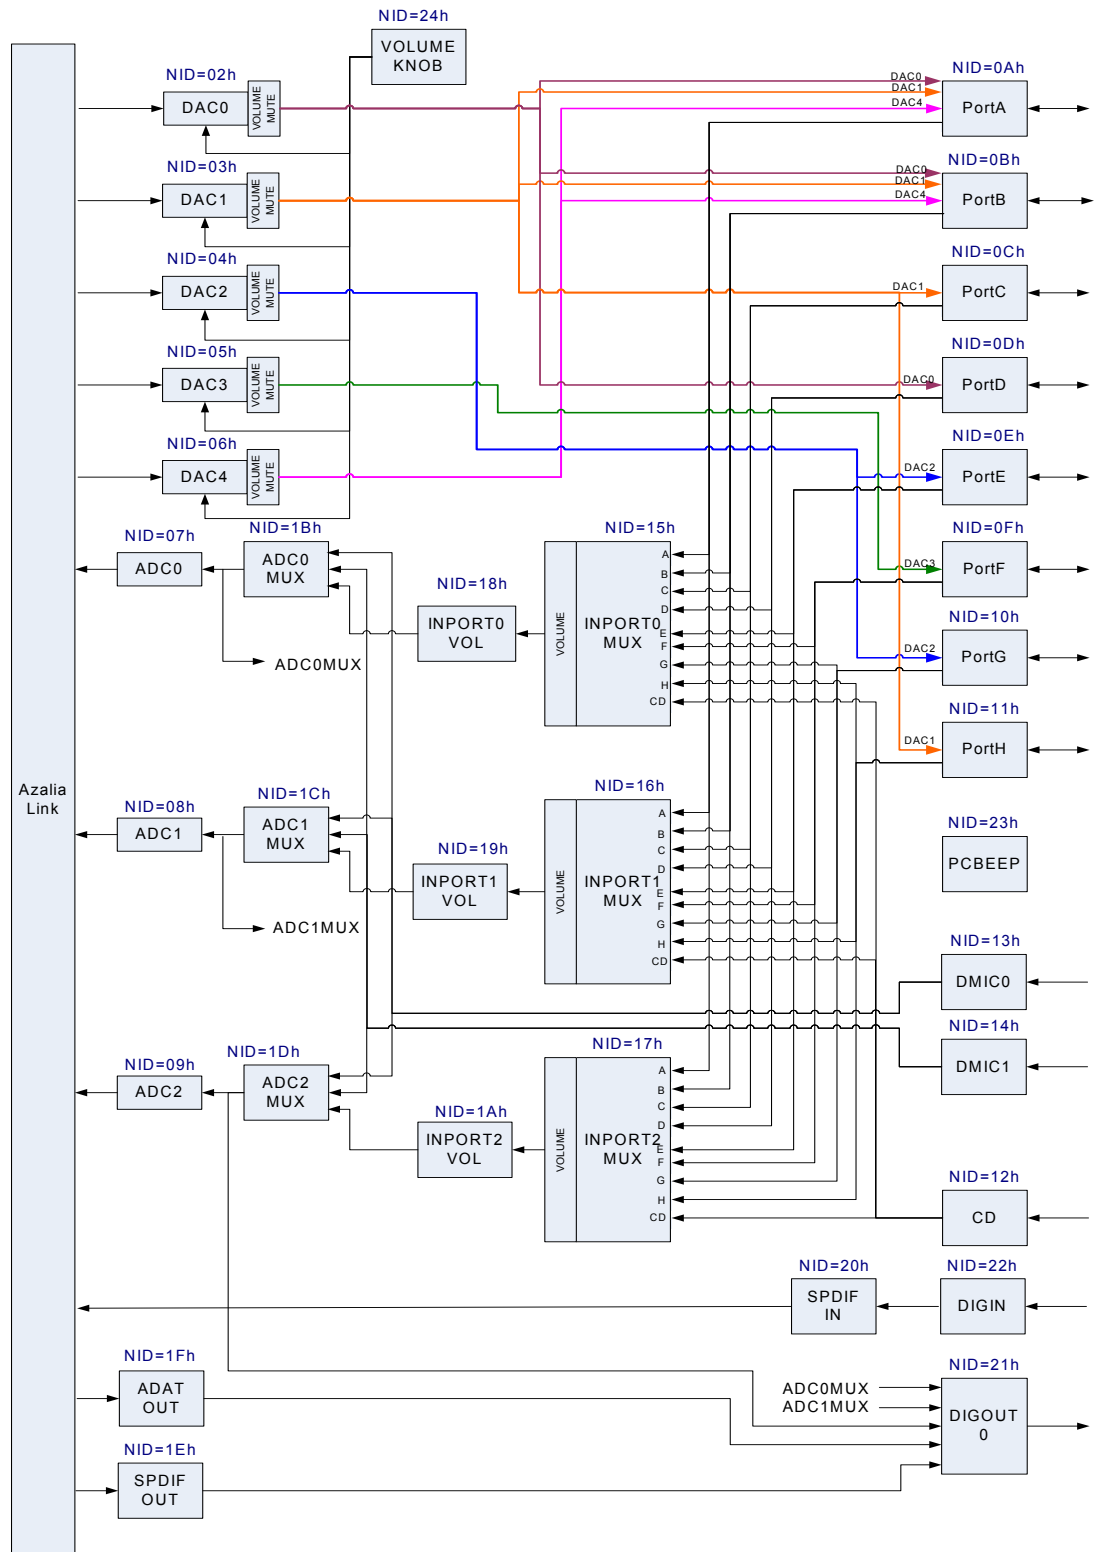 NID=24h
VOLUME
KNOB
NID=02h
DAC0
VOLUME
MUTE
NID=03h
DAC1
VOLUME
MUTE
NID=04h
DAC2
VOLUME
MUTE
NID=05h
DAC3
VOLUME
MUTE
NID=06h
DAC4
VOLUME
MUTE
DAC0
DAC1
DAC4
NID=0Ah
PortA
DAC0
DAC1
DAC4
NID=0Bh
PortB
DAC1
NID=0Ch
PortC
DAC0
NID=0Dh
PortD
DAC2
NID=0Eh
PortE
DAC3
NID=0Fh
PortF
DAC2
NID=10h
PortG
DAC1
NID=11h
PortH
NID=07h
ADC0
NID=1Bh
ADC0
MUX
ADC0MUX
NID=18h
INPORT0
VOL
NID=15h
VOLUME
INPORT0
MUX
A
B
C
D
E
F
G
H
CD
Azalia
Link
NID=08h
ADC1
NID=1Ch
ADC1
MUX
ADC1MUX
NID=19h
INPORT1
VOL
NID=16h
VOLUME
INPORT1
MUX
A
B
C
D
E
F
G
H
CD
NID=23h
PCBEEP
NID=13h
DMIC0
NID=14h
DMIC1
NID=09h
ADC2
NID=1Dh
ADC2
MUX
NID=1Ah
INPORT2
VOL
NID=17h
VOLUME
INPORT2
MUX
A
B
C
D
E
F
G
H
CD
NID=12h
CD
NID=20h
SPDIF
IN
NID=22h
DIGIN
NID=1Fh
ADAT
OUT
NID=1Eh
SPDIF
OUT
ADC0MUX
ADC1MUX
NID=21h
DIGOUT
0